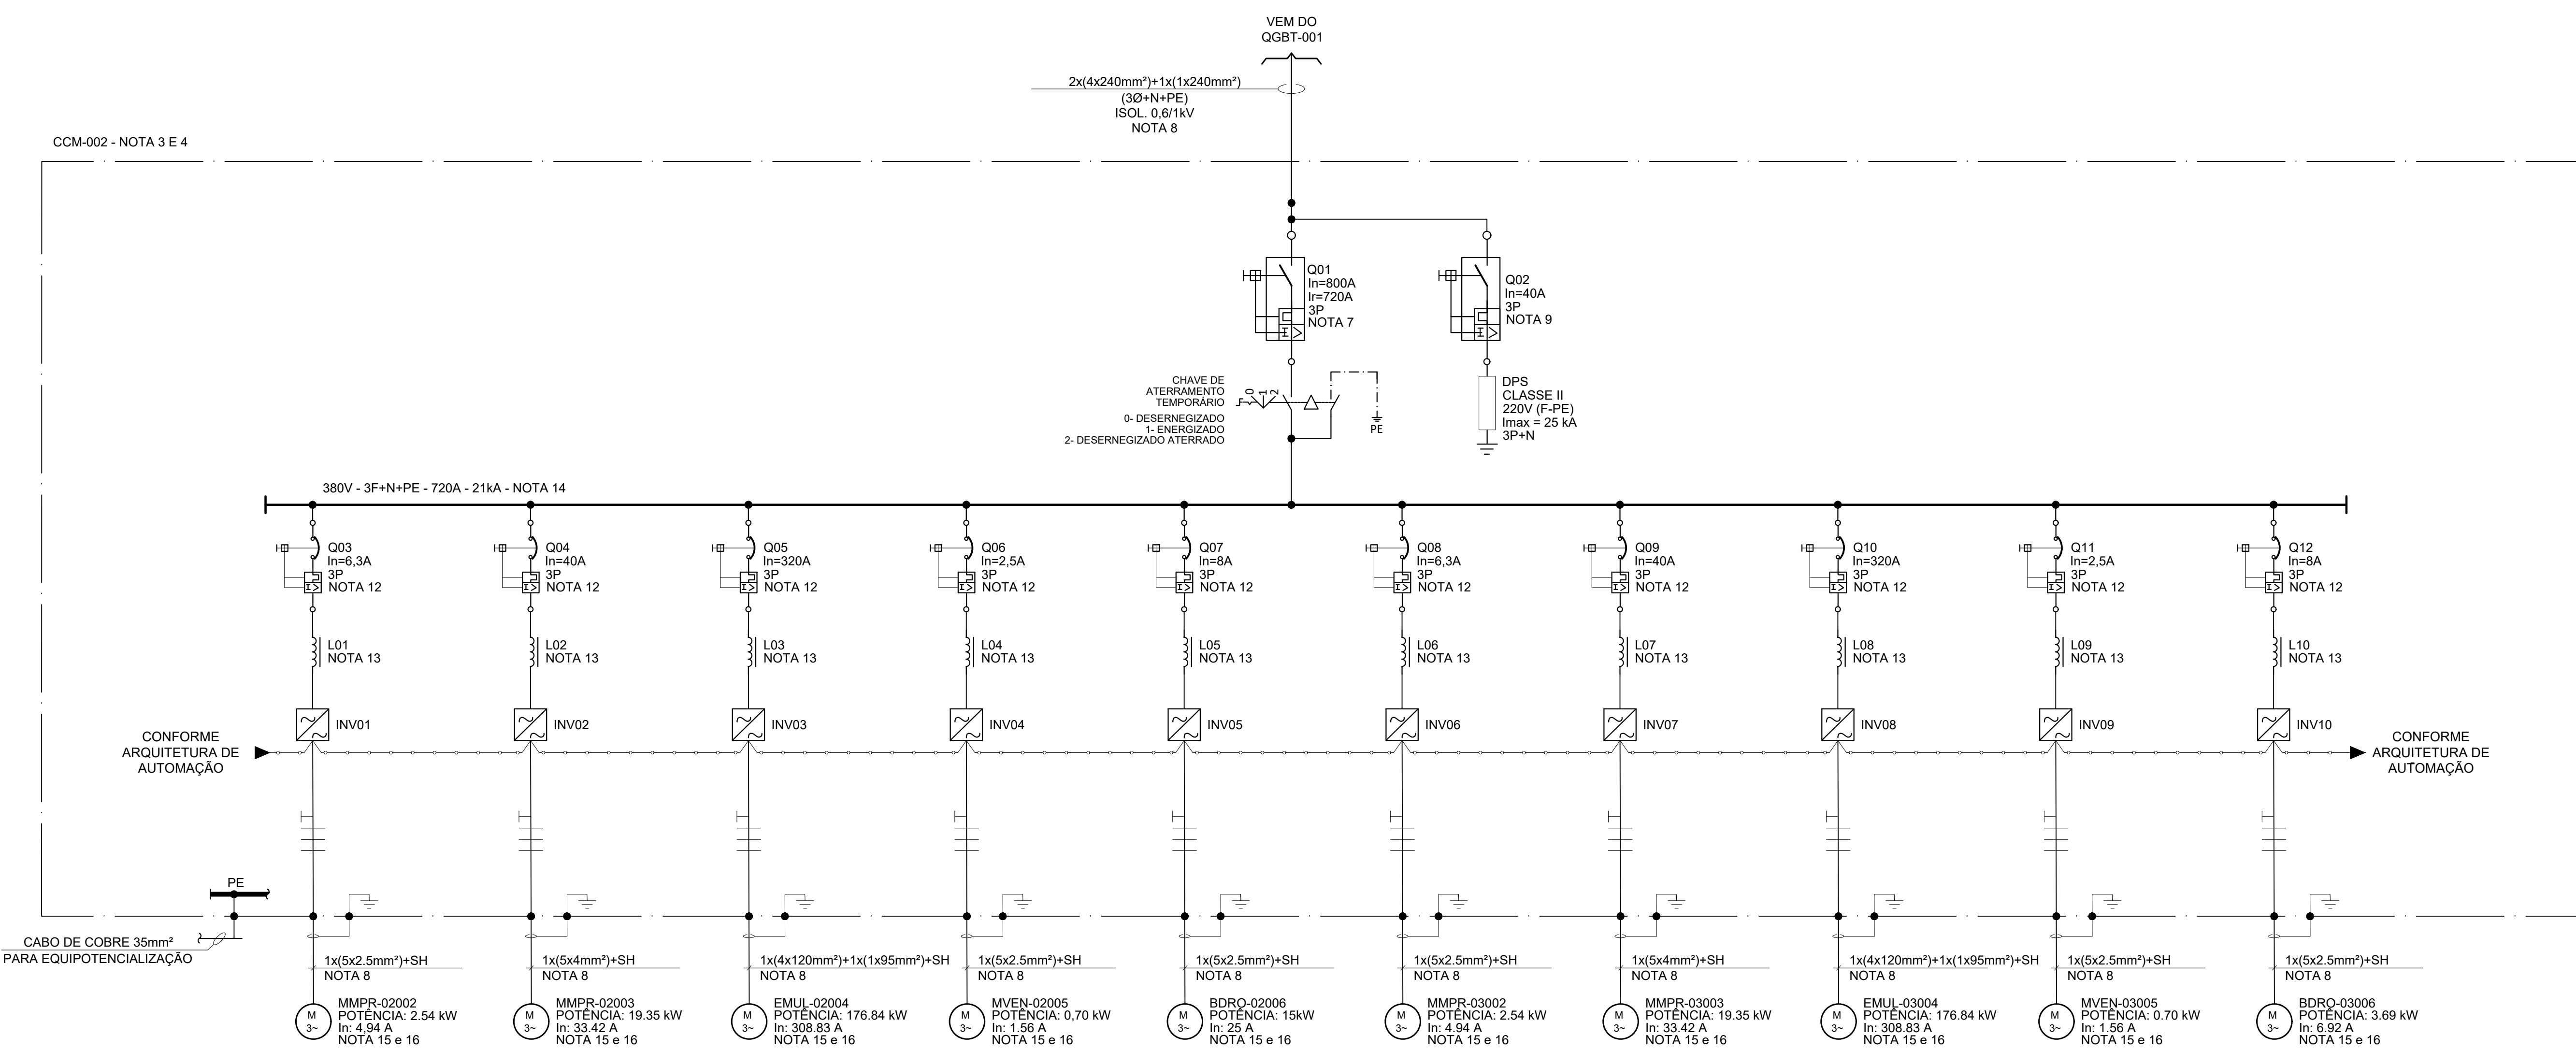 VEM DO
QGBT-001
2x(4x240mm²)+1x(1x240mm²)
(3Ø+N+PE)
ISOL. 0,6/1kV
NOTA 8
CCM-002 - NOTA 3 E 4
Q01
In=800A
Ir=720A
3P
NOTA 7
Q02
In=40A
3P
NOTA 9
CHAVE DE
ATERRAMENTO
TEMPORÁRIO
0- DESERNEGIZADO
1- ENERGIZADO
2- DESERNEGIZADO ATERRADO
0
1
2
PE
DPS
CLASSE II
220V (F-PE)
Imax = 25 kA
3P+N
380V - 3F+N+PE - 720A - 21kA - NOTA 14
Q03
In=6,3A
3P
NOTA 12
Q04
In=40A
3P
NOTA 12
Q05
In=320A
3P
NOTA 12
Q06
In=2,5A
3P
NOTA 12
Q07
In=8A
3P
NOTA 12
Q08
In=6,3A
3P
NOTA 12
Q09
In=40A
3P
NOTA 12
Q10
In=320A
3P
NOTA 12
Q11
In=2,5A
3P
NOTA 12
Q12
In=8A
3P
NOTA 12
L01
NOTA 13
L02
NOTA 13
L03
NOTA 13
L04
NOTA 13
L05
NOTA 13
L06
NOTA 13
L07
NOTA 13
L08
NOTA 13
L09
NOTA 13
L10
NOTA 13
INV01
INV02
INV03
INV04
INV05
INV06
INV07
INV08
INV09
INV10
CONFORME
ARQUITETURA DE
AUTOMAÇÃO
CONFORME
ARQUITETURA DE
AUTOMAÇÃO
PE
CABO DE COBRE 35mm²
PARA EQUIPOTENCIALIZAÇÃO
1x(5x2.5mm²)+SH
NOTA 8
1x(5x4mm²)+SH
NOTA 8
1x(4x120mm²)+1x(1x95mm²)+SH
NOTA 8
1x(5x2.5mm²)+SH
NOTA 8
1x(5x2.5mm²)+SH
NOTA 8
1x(5x2.5mm²)+SH
NOTA 8
1x(5x4mm²)+SH
NOTA 8
1x(4x120mm²)+1x(1x95mm²)+SH
NOTA 8
1x(5x2.5mm²)+SH
NOTA 8
1x(5x2.5mm²)+SH
NOTA 8
M
3~
MMPR-02002
POTÊNCIA: 2.54 kW
In: 4,94 A
NOTA 15 e 16
M
3~
MMPR-02003
POTÊNCIA: 19.35 kW
In: 33.42 A
NOTA 15 e 16
M
3~
EMUL-02004
POTÊNCIA: 176.84 kW
In: 308.83 A
NOTA 15 e 16
M
3~
MVEN-02005
POTÊNCIA: 0,70 kW
In: 1.56 A
NOTA 15 e 16
M
3~
BDRO-02006
POTÊNCIA: 15kW
In: 25 A
NOTA 15 e 16
M
3~
MMPR-03002
POTÊNCIA: 2.54 kW
In: 4.94 A
NOTA 15 e 16
M
3~
MMPR-03003
POTÊNCIA: 19.35 kW
In: 33.42 A
NOTA 15 e 16
M
3~
EMUL-03004
POTÊNCIA: 176.84 kW
In: 308.83 A
NOTA 15 e 16
M
3~
MVEN-03005
POTÊNCIA: 0.70 kW
In: 1.56 A
NOTA 15 e 16
M
3~
BDRO-03006
POTÊNCIA: 3.69 kW
In: 6.92 A
NOTA 15 e 16